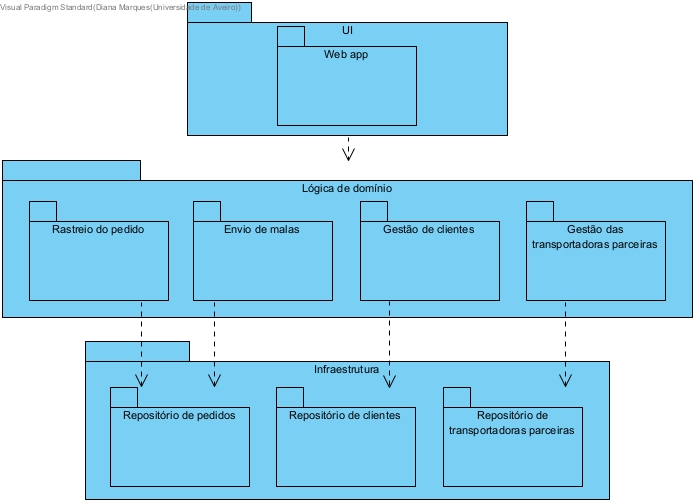 Visual Paradigm Standard(Diana Marques(Universidade de Aveiro))
UI
Web app
Lógica de domínio
Rastreio do pedido
Envio de malas
Gestão de clientes
Gestão das
transportadoras parceiras
Infraestrutura
Repositório de pedidos
Repositório de clientes
Repositório de
transportadoras parceiras